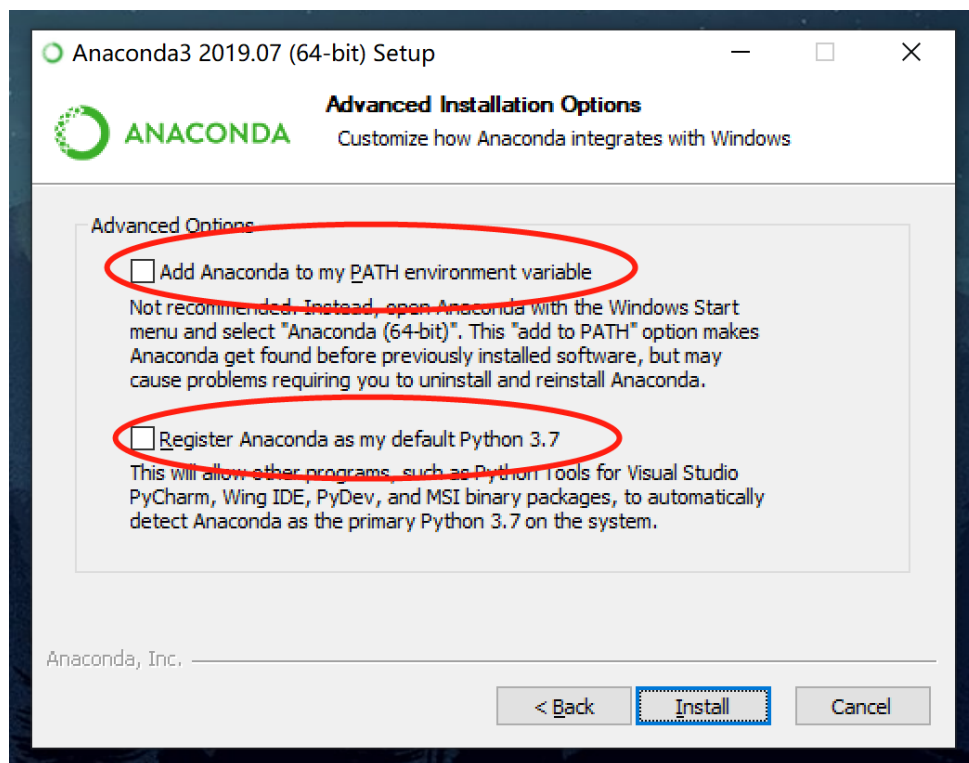 Anaconda3 2019.07 (64-bit) Setup
ANACONDA
Advanced Installation Options
Customize how Anaconda integrates with Windows
Advanced Options
Add Anaconda to my PATH environment variable
Not recommended. Instead, open Anaconda with the Windows Start
menu and select "Anaconda (64-bit)". This "add to PATH" option makes
Anaconda get found before previously installed software, but may
cause problems requiring you to uninstall and reinstall Anaconda.
Register Anaconda as my default Python 3.7
This will allow other programs, such as Python Tools for Visual Studio
PyCharm, Wing IDE, PyDev, and MSI binary packages, to automatically
detect Anaconda as the primary Python 3.7 on the system.
Anaconda, Inc.
< Back
Install
Cancel